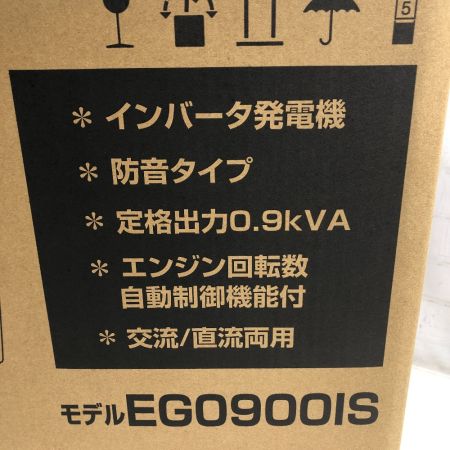 5
* インバータ発電機
* 防音タイプ
* 定格出力0.9kVA
* エンジン回転数
自動制御機能付
* 交流/直流両用
モデルEG0900IS